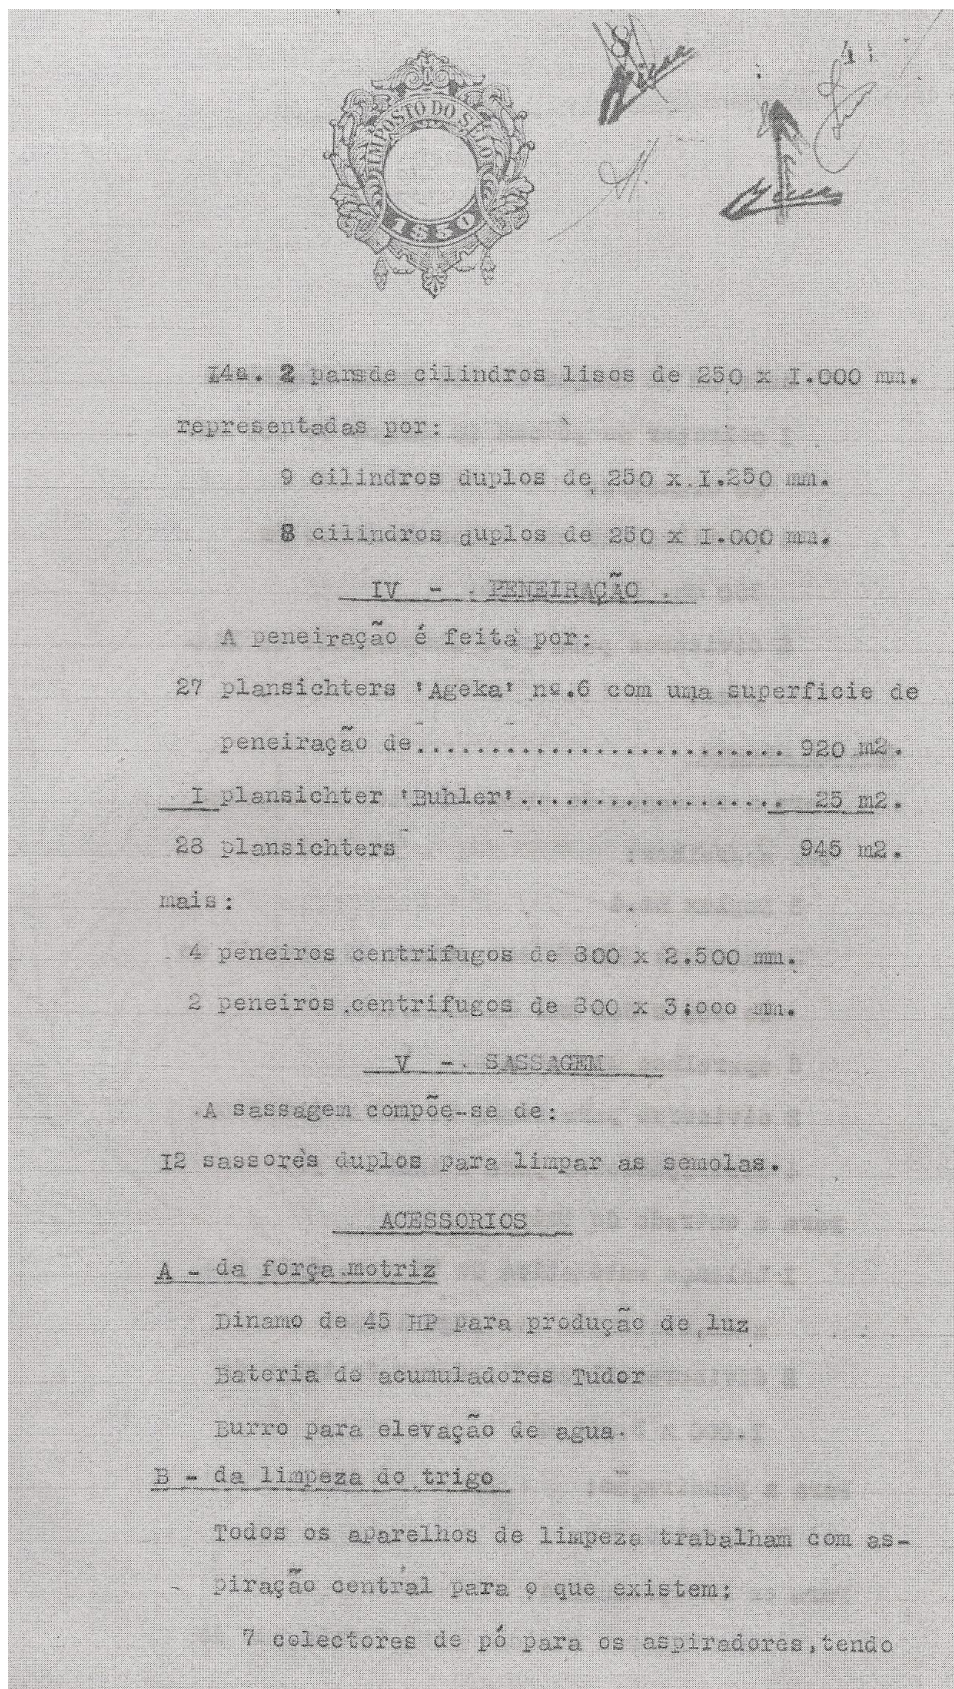 IMPOSTO DO SELO
1$50
8
41
I4a. 2 parsde cilindros lisos de 250 x I.000 mm.
representadas por:
9 cilindros duplos de 250 x I.250 mm.
8 cilindros duplos de 250 x I.000 mm.
IV - PENEIRAÇÃO
A peneiração é feita por:
27 plansichters 'Ageka' nº.6 com uma superficie de
peneiração de......................... 920 m2.
I plansichter 'Buhler'.................. 25 m2.
28 plansichters 945 m2.
mais:
4 peneiros centrifugos de 800 x 2.500 mm.
2 peneiros centrifugos de 800 x 3:000 mm.
V - SASSAGEM
A sassagem compõe-se de:
I2 sassores duplos para limpar as semolas.
ACESSORIOS
A - da força motriz
Dinamo de 45 HP para produção de luz
Bateria de acumuladores Tudor
Burro para elevação de agua.
B - da limpeza do trigo
Todos os aparelhos de limpeza trabalham com as-
piração central para o que existem:
7 colectores de pó para os aspiradores,tendo